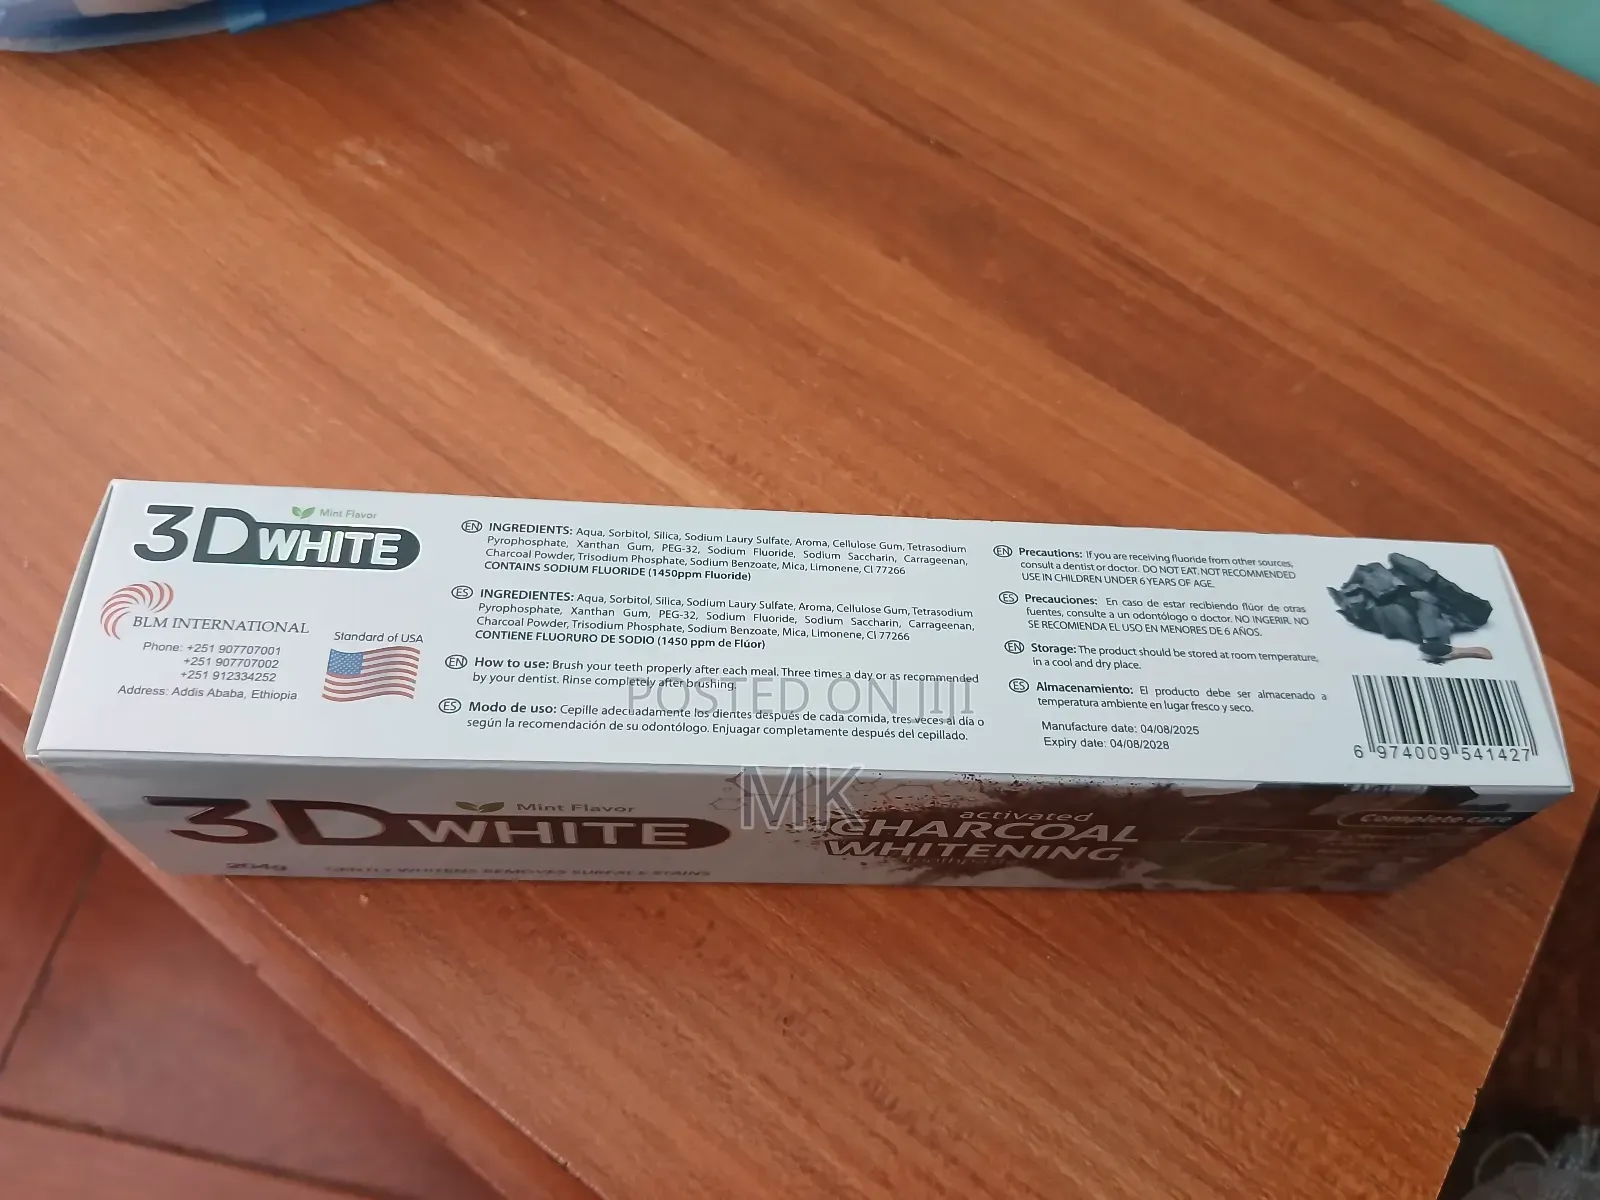 3D WHITE
Mint Flavor
BLM INTERNATIONAL
Phone: +251 907707001
+251 907707002
+251 912334252
Address: Addis Ababa, Ethiopia
Standard of USA
EN INGREDIENTS: Aqua, Sorbitol, Silica, Sodium Laury Sulfate, Aroma, Cellulose Gum, Tetrasodium
Pyrophosphate, Xanthan Gum, PEG-32, Sodium Fluoride, Sodium Saccharin, Carrageenan,
Charcoal Powder, Trisodium Phosphate, Sodium Benzoate, Mica, Limonene, CI 77266
CONTAINS SODIUM FLUORIDE (1450ppm Fluoride)
ES INGREDIENTES: Aqua, Sorbitol, Silica, Sodium Laury Sulfate, Aroma, Cellulose Gum, Tetrasodium
Pyrophosphate, Xanthan Gum, PEG-32, Sodium Fluoride, Sodium Saccharin, Carrageenan,
Charcoal Powder, Trisodium Phosphate, Sodium Benzoate, Mica, Limonene, CI 77266
CONTIENE FLUORURO DE SODIO (1450 ppm de Flúor)
EN How to use: Brush your teeth properly after each meal. Three times a day or as recommended
by your dentist. Rinse completely after brushing.
ES Modo de uso: Cepille adecuadamente los dientes después de cada comida, tres veces al día o
según la recomendación de su odontólogo. Enjuagar completamente después del cepillado.
EN Precautions: If you are receiving fluoride from other sources,
consult a dentist or doctor. DO NOT EAT. NOT RECOMMENDED
USE IN CHILDREN UNDER 6 YEARS OF AGE.
ES Precauciones: En caso de estar recibiendo flúor de otras
fuentes, consulte a un odontólogo o doctor. NO INGERIR. NO
SE RECOMIENDA EL USO EN MENORES DE 6 AÑOS.
EN Storage: The product should be stored at room temperature,
in a cool and dry place.
ES Almacenamiento: El producto debe ser almacenado a
temperatura ambiente en lugar fresco y seco.
Manufacture date: 04/08/2025
Expiry date: 04/08/2028
6 974009 541427
POSTED ON JIJI
MK
3D WHITE
Mint Flavor
204g
GENTLY WHITENS REMOVES SURFACE STAINS
activated
CHARCOAL
WHITENING
toothpaste
Complete care